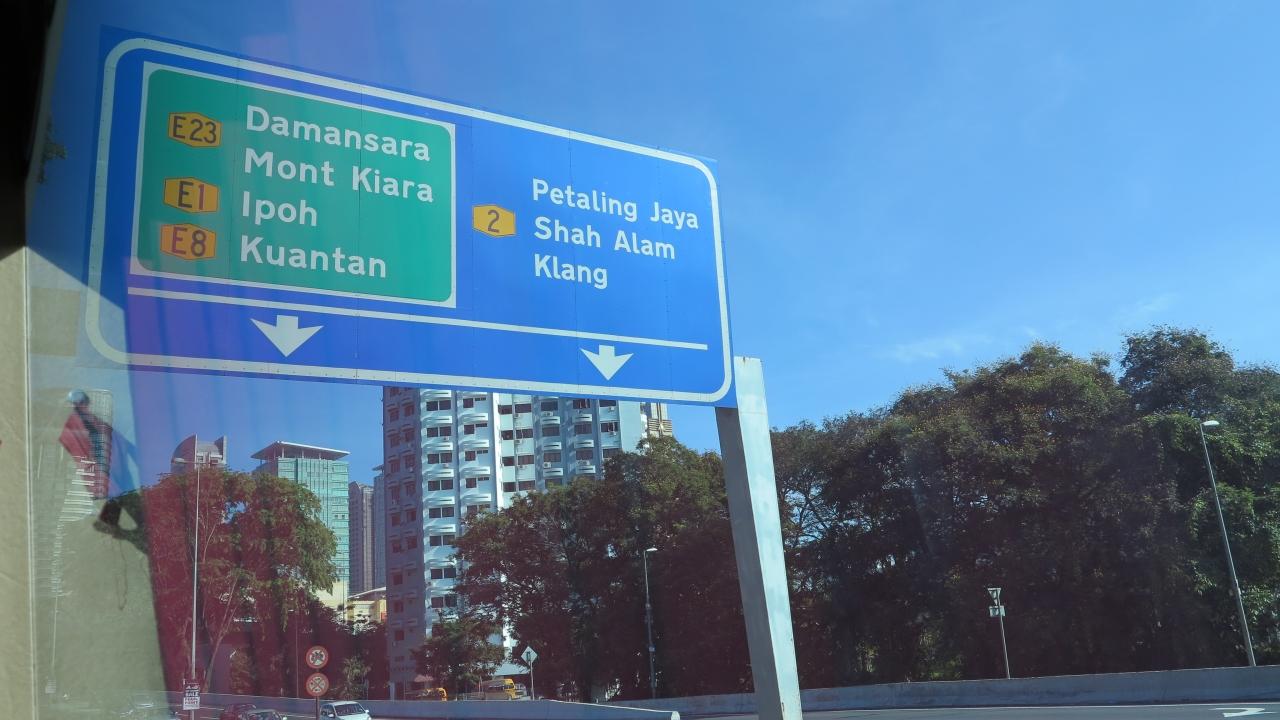 E23 Damansara
Mont Kiara
E1 Ipoh
E8 Kuantan
2 Petaling Jaya
Shah Alam
Klang